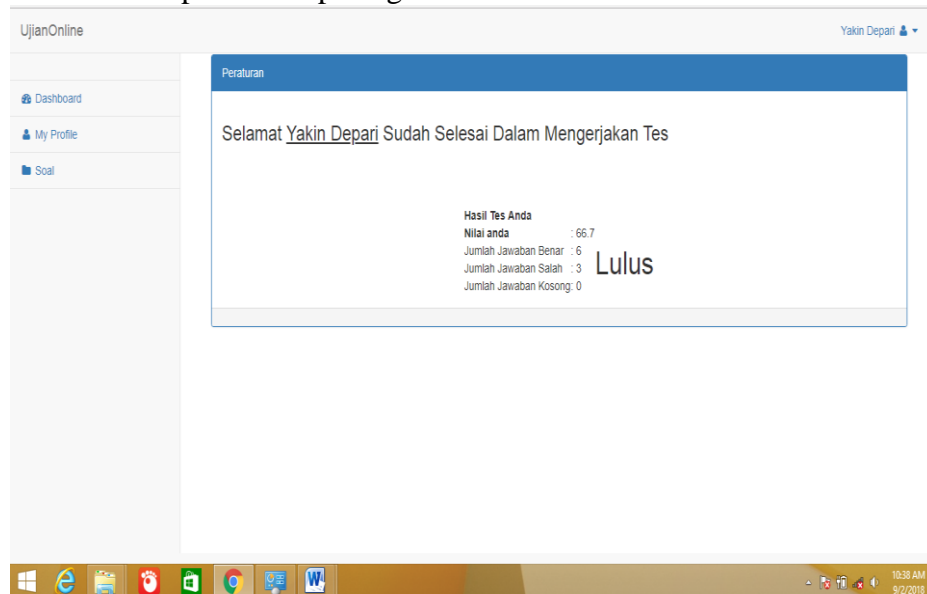 UjianOnline
Yakin Depari
Peraturan
Dashboard
My Profile
Soal
Selamat Yakin Depari Sudah Selesai Dalam Mengerjakan Tes
Hasil Tes Anda
Nilai anda : 66.7
Jumlah Jawaban Benar : 6
Jumlah Jawaban Salah : 3
Jumlah Jawaban Kosong: 0
Lulus
10:38 AM
9/2/2018